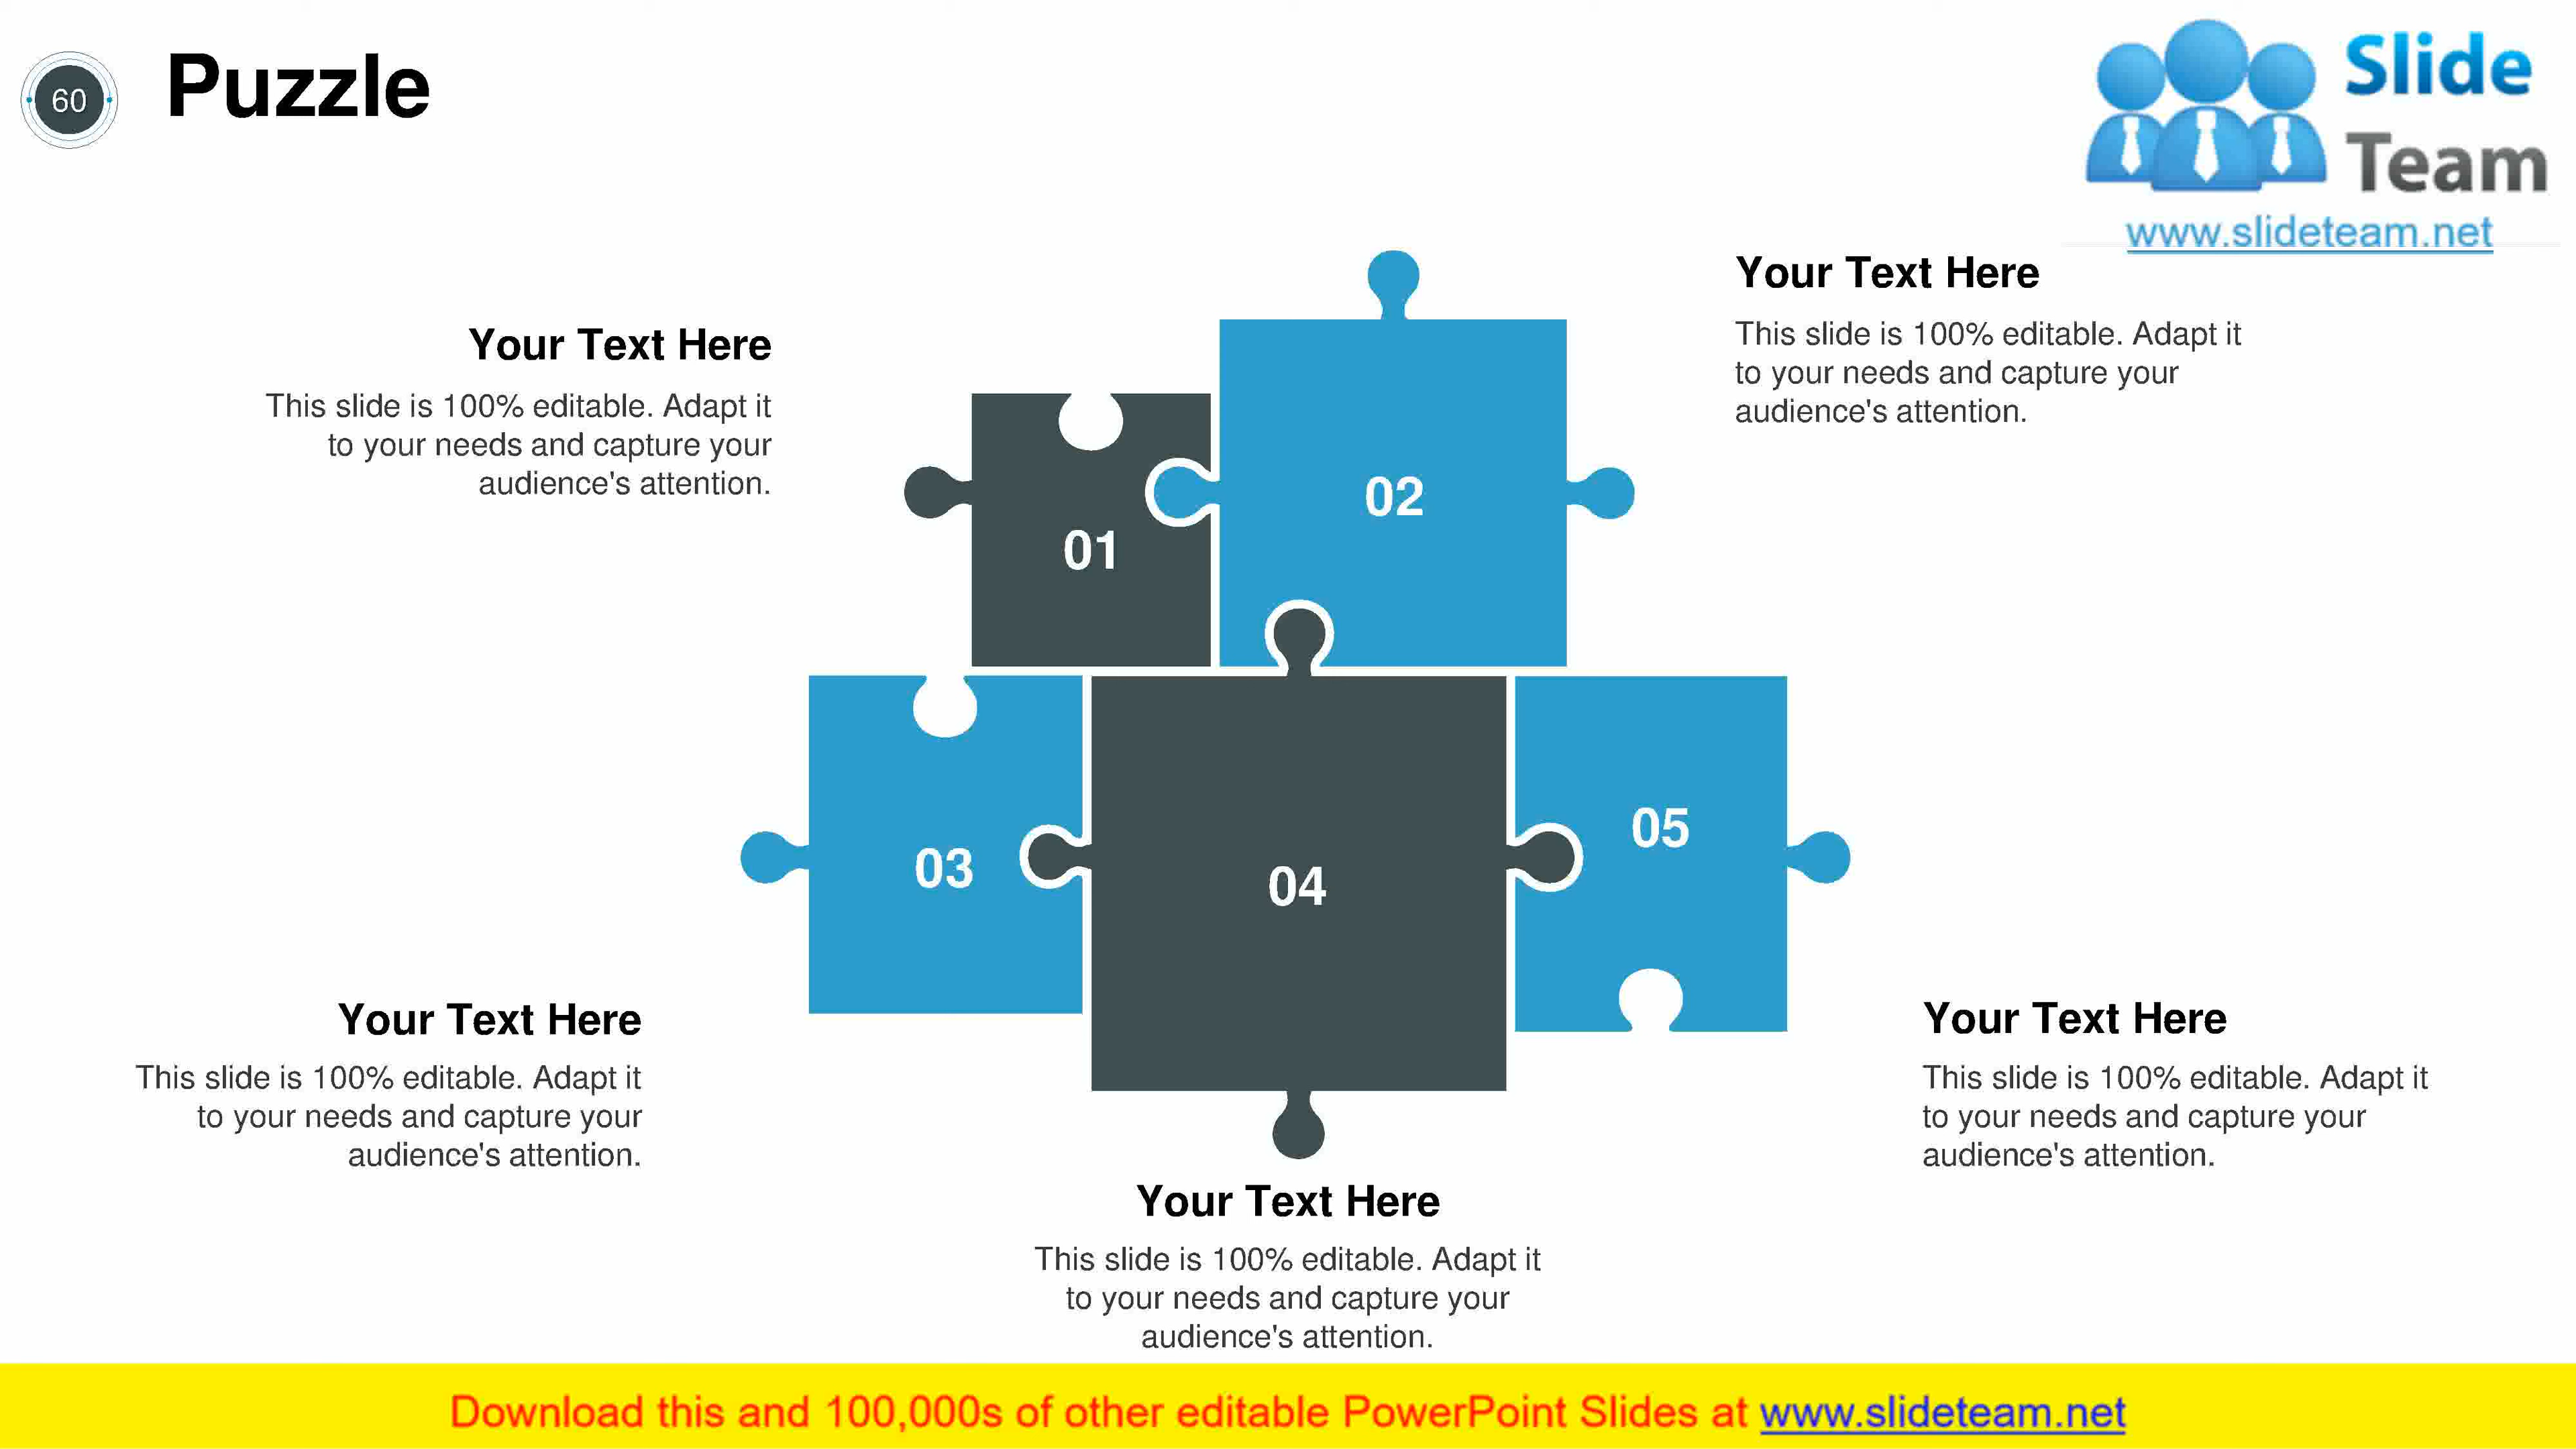 60
Puzzle
Slide
Team
www.slideteam.net
Your Text Here
This slide is 100% editable. Adapt it
to your needs and capture your
audience's attention.
Your Text Here
This slide is 100% editable. Adapt it
to your needs and capture your
audience's attention.
01
02
03
04
05
Your Text Here
This slide is 100% editable. Adapt it
to your needs and capture your
audience's attention.
Your Text Here
This slide is 100% editable. Adapt it
to your needs and capture your
audience's attention.
Your Text Here
This slide is 100% editable. Adapt it
to your needs and capture your
audience's attention.
Download this and 100,000s of other editable PowerPoint Slides at www.slideteam.net